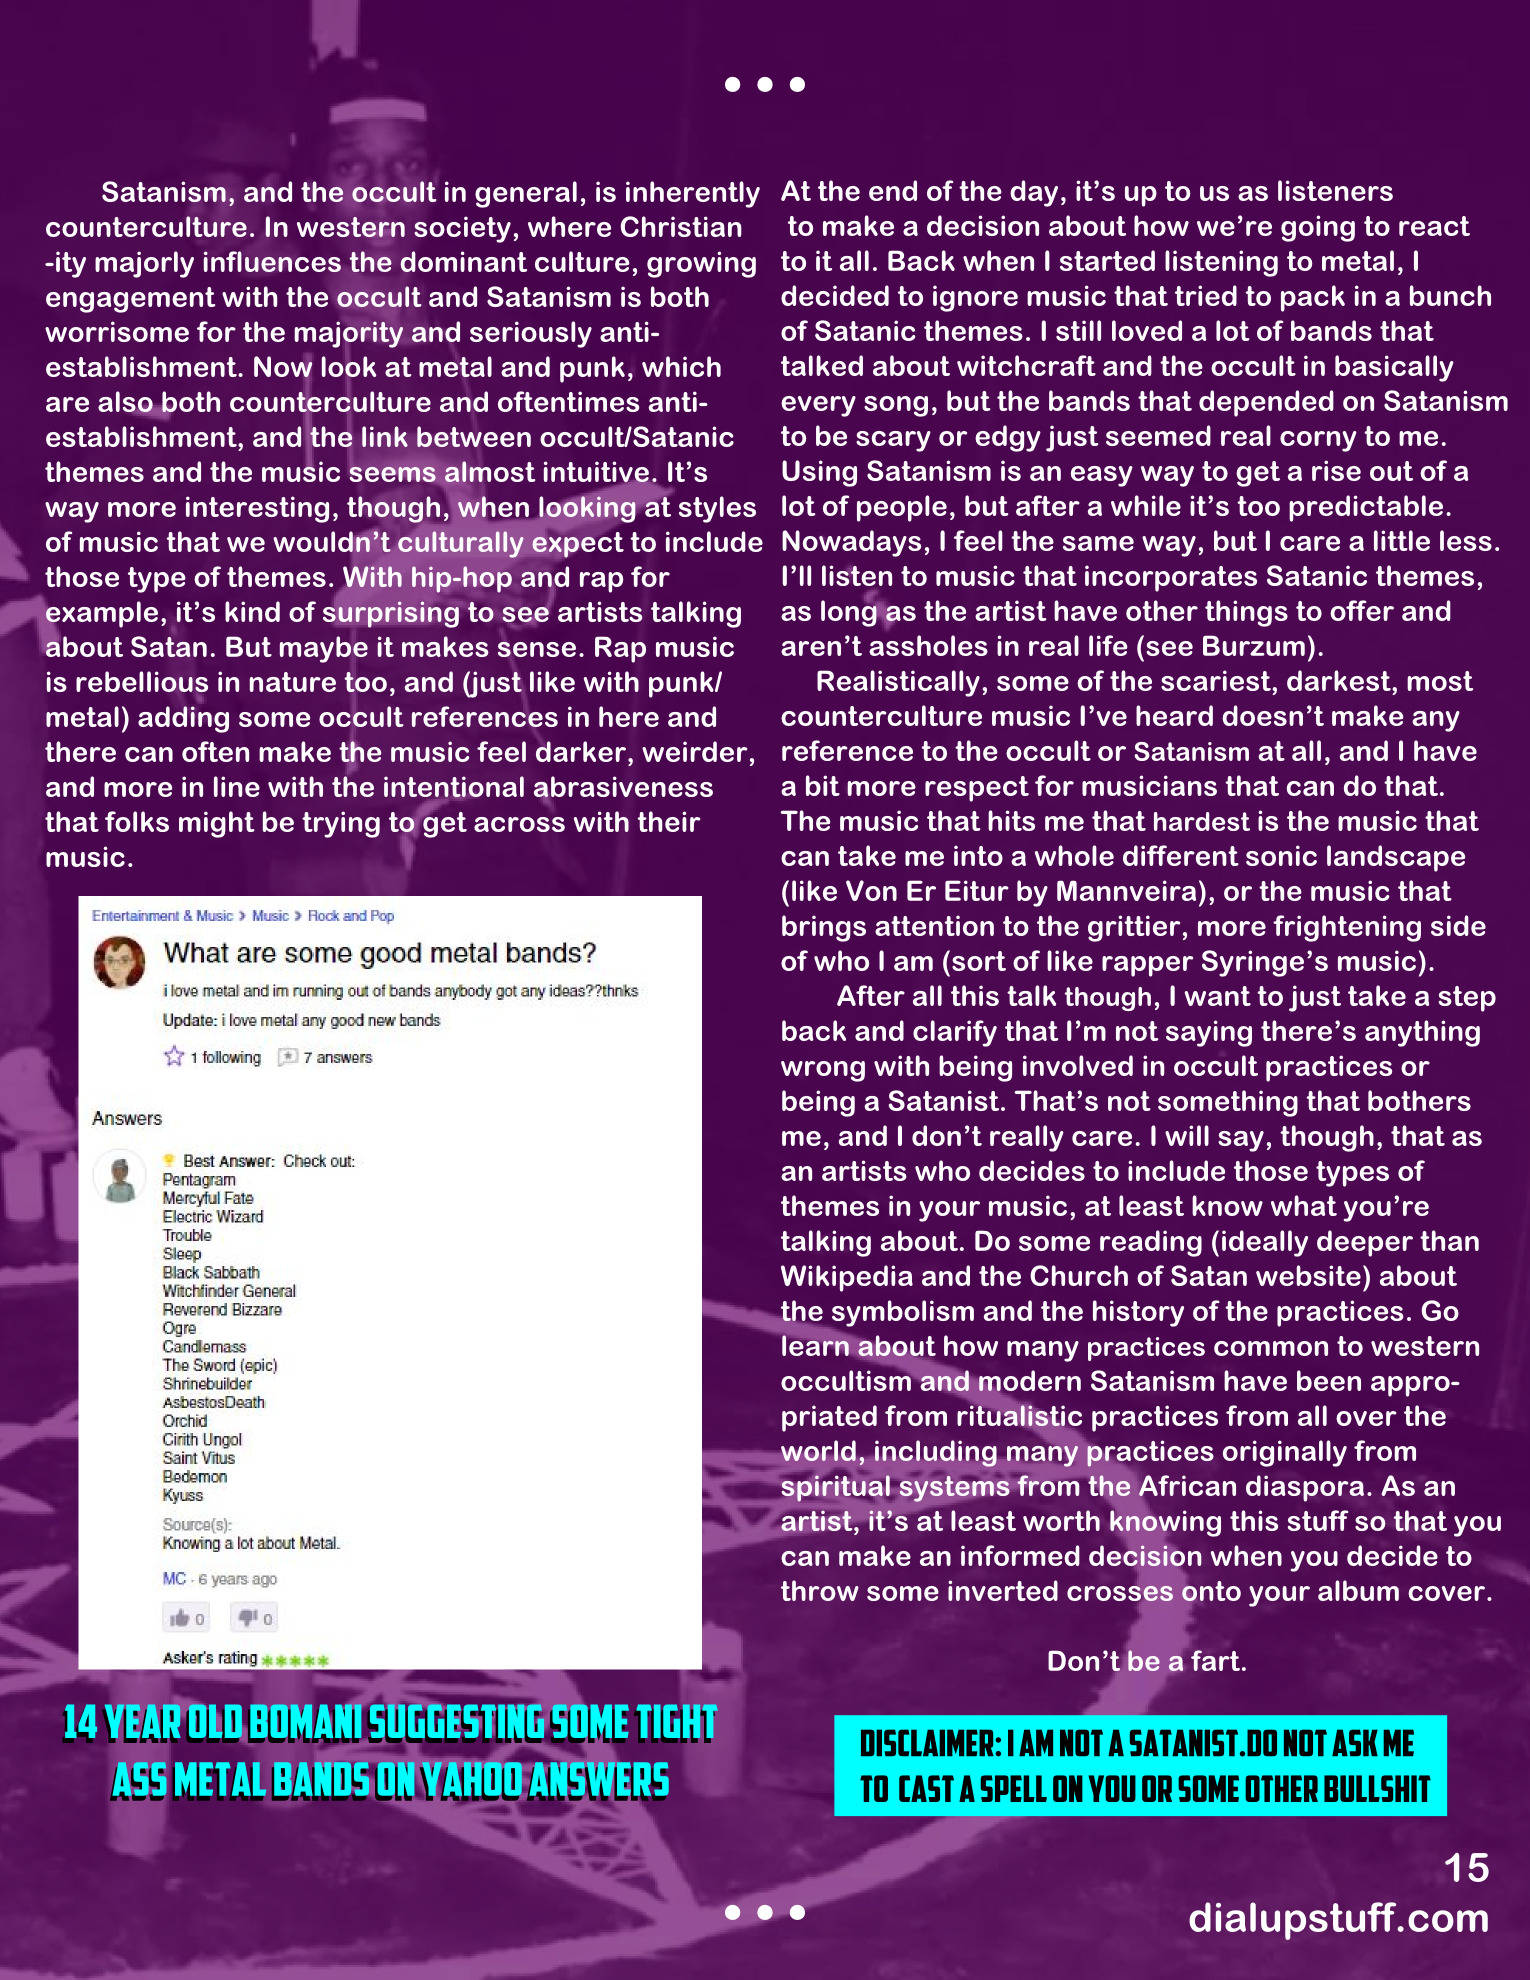 Satanism, and the occult in general, is inherently
counterculture. In western society, where Christian
-ity majorly influences the dominant culture, growing
engagement with the occult and Satanism is both
worrisome for the majority and seriously anti-
establishment. Now look at metal and punk, which
are also both counterculture and oftentimes anti-
establishment, and the link between occult/Satanic
themes and the music seems almost intuitive. It's
way more interesting, though, when looking at styles
of music that we wouldn't culturally expect to include
those type of themes. With hip-hop and rap for
example, it's kind of surprising to see artists talking
about Satan. But maybe it makes sense. Rap music
is rebellious in nature too, and (just like with punk/
metal) adding some occult references in here and
there can often make the music feel darker, weirder,
and more in line with the intentional abrasiveness
that folks might be trying to get across with their
music.
Entertainment & Music > Music > Rock and Pop
What are some good metal bands?
i love metal and im running out of bands anybody got any ideas??thnks
Update: i love metal any good new bands
1 following 7 answers
Answers
Best Answer: Check out:
Pentagram
Mercyful Fate
Electric Wizard
Trouble
Sleep
Black Sabbath
Witchfinder General
Reverend Bizzare
Ogre
Candlemass
The Sword (epic)
Shrinebuilder
AsbestosDeath
Orchid
Cirith Ungol
Saint Vitus
Bedemon
Kyuss
Source(s):
Knowing a lot about Metal.
MC · 6 years ago
0 0
Asker's rating ★★★★★
14 YEAR OLD BOMANI SUGGESTING SOME TIGHT
ASS METAL BANDS ON YAHOO ANSWERS
At the end of the day, it's up to us as listeners
to make a decision about how we're going to react
to it all. Back when I started listening to metal, I
decided to ignore music that tried to pack in a bunch
of Satanic themes. I still loved a lot of bands that
talked about witchcraft and the occult in basically
every song, but the bands that depended on Satanism
to be scary or edgy just seemed real corny to me.
Using Satanism is an easy way to get a rise out of a
lot of people, but after a while it's too predictable.
Nowadays, I feel the same way, but I care a little less.
I'll listen to music that incorporates Satanic themes,
as long as the artist have other things to offer and
aren't assholes in real life (see Burzum).
Realistically, some of the scariest, darkest, most
counterculture music I've heard doesn't make any
reference to the occult or Satanism at all, and I have
a bit more respect for musicians that can do that.
The music that hits me that hardest is the music that
can take me into a whole different sonic landscape
(like Von Er Eitur by Mannveira), or the music that
brings attention to the grittier, more frightening side
of who I am (sort of like rapper Syringe's music).
After all this talk though, I want to just take a step
back and clarify that I'm not saying there's anything
wrong with being involved in occult practices or
being a Satanist. That's not something that bothers
me, and I don't really care. I will say, though, that as
an artists who decides to include those types of
themes in your music, at least know what you're
talking about. Do some reading (ideally deeper than
Wikipedia and the Church of Satan website) about
the symbolism and the history of the practices. Go
learn about how many practices common to western
occultism and modern Satanism have been appro-
priated from ritualistic practices from all over the
world, including many practices originally from
spiritual systems from the African diaspora. As an
artist, it's at least worth knowing this stuff so that you
can make an informed decision when you decide to
throw some inverted crosses onto your album cover.
Don't be a fart.
DISCLAIMER: I AM NOT A SATANIST.DO NOT ASK ME
TO CAST A SPELL ON YOU OR SOME OTHER BULLSHIT
15
dialupstuff.com